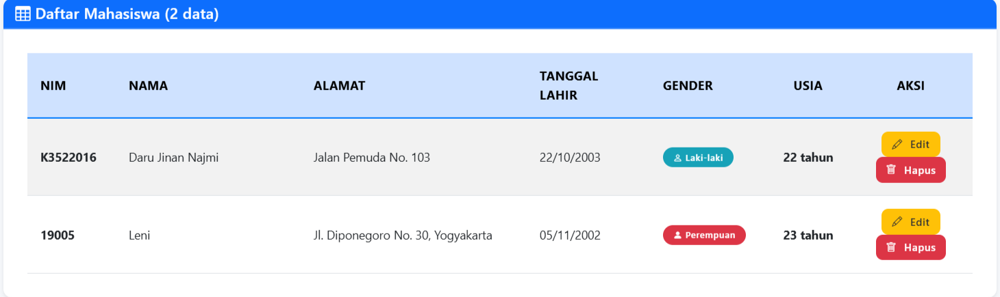 Daftar Mahasiswa (2 data)
NIM NAMA ALAMAT TANGGAL LAHIR GENDER USIA AKSI
K3522016 Daru Jinan Najmi Jalan Pemuda No. 103 22/10/2003 Laki-laki 22 tahun Edit
Hapus
19005 Leni Jl. Diponegoro No. 30, Yogyakarta 05/11/2002 Perempuan 23 tahun Edit
Hapus